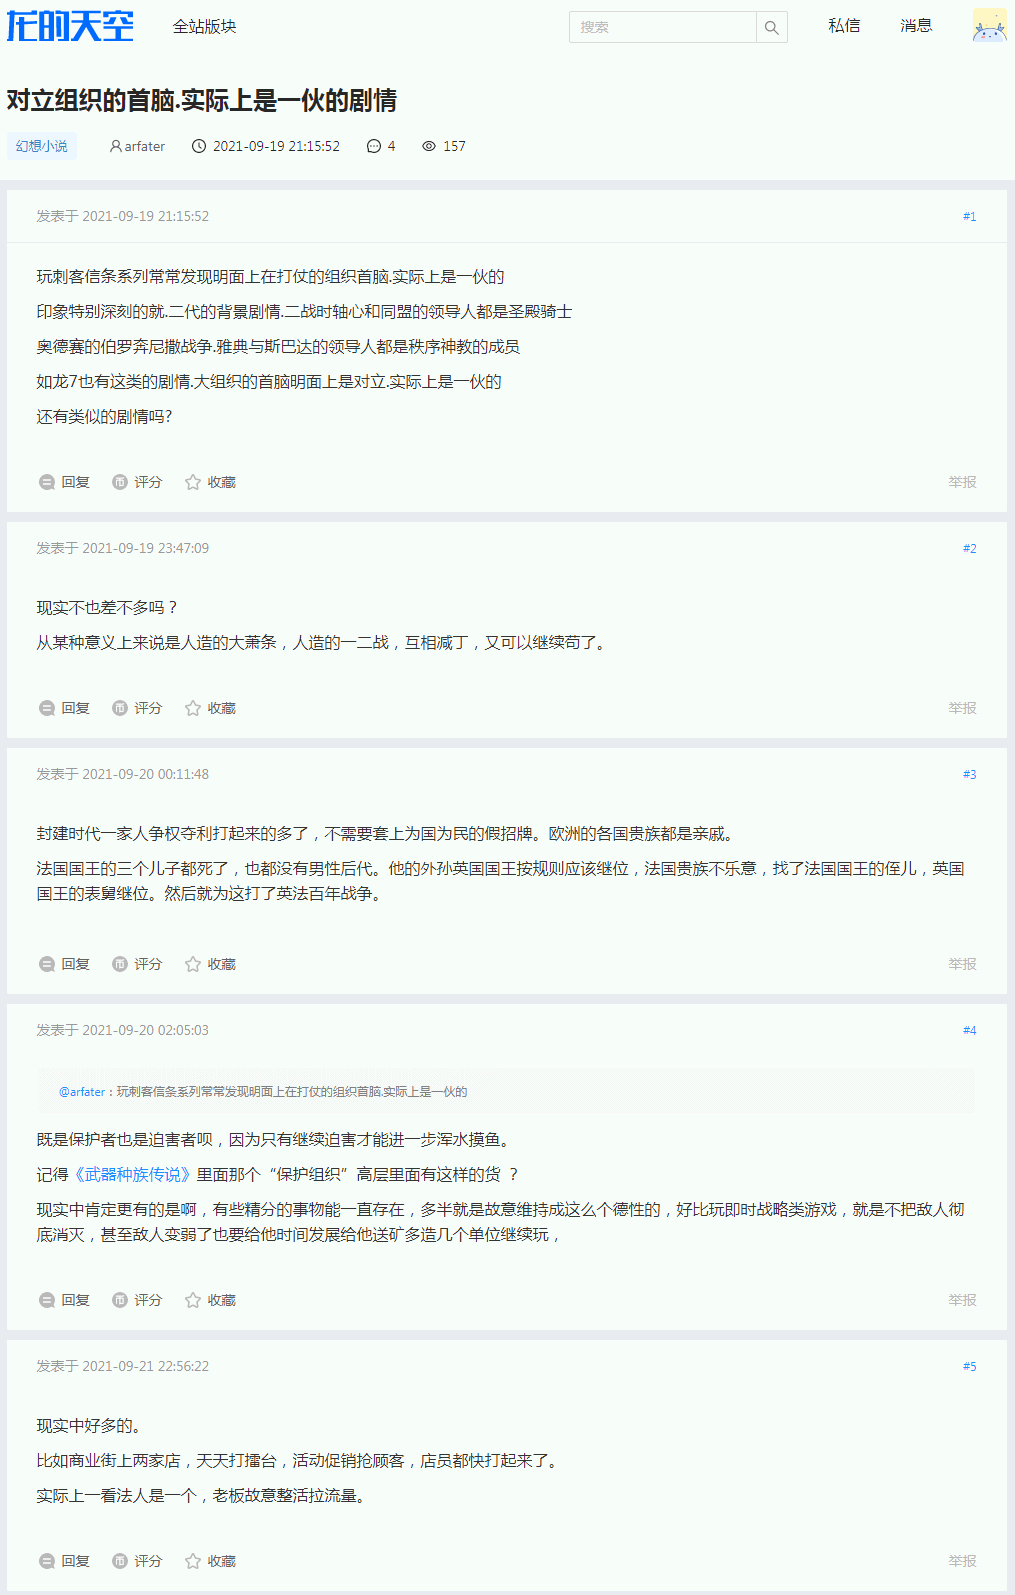 龙的天空
全站版块
搜索
私信
消息
对立组织的首脑.实际上是一伙的剧情
幻想小说
arfater
2021-09-19 21:15:52
4
157
发表于 2021-09-19 21:15:52
#1
玩刺客信条系列常常发现明面上在打仗的组织首脑.实际上是一伙的
印象特别深刻的就.二代的背景剧情.二战时轴心和同盟的领导人都是圣殿骑士
奥德赛的伯罗奔尼撒战争.雅典与斯巴达的领导人都是秩序神教的成员
如龙7也有这类的剧情.大组织的首脑明面上是对立.实际上是一伙的
还有类似的剧情吗?
回复
评分
收藏
举报
发表于 2021-09-19 23:47:09
#2
现实不也差不多吗？
从某种意义上来说是人造的大萧条，人造的一二战，互相减丁，又可以继续苟了。
回复
评分
收藏
举报
发表于 2021-09-20 00:11:48
#3
封建时代一家人争权夺利打起来的多了，不需要套上为国为民的假招牌。欧洲的各国贵族都是亲戚。
法国国王的三个儿子都死了，也都没有男性后代。他的外孙英国国王按规则应该继位，法国贵族不乐意，找了法国国王的侄儿，英国
国王的表舅继位。然后就为这打了英法百年战争。
回复
评分
收藏
举报
发表于 2021-09-20 02:05:03
#4
@arfater：玩刺客信条系列常常发现明面上在打仗的组织首脑.实际上是一伙的
既是保护者也是迫害者呗，因为只有继续迫害才能进一步浑水摸鱼。
记得《武器种族传说》里面那个“保护组织”高层里面有这样的货 ？
现实中肯定更有的是啊，有些精分的事物能一直存在，多半就是故意维持成这么个德性的，好比玩即时战略类游戏，就是不把敌人彻
底消灭，甚至敌人变弱了也要给他时间发展给他送矿多造几个单位继续玩，
回复
评分
收藏
举报
发表于 2021-09-21 22:56:22
#5
现实中好多的。
比如商业街上两家店，天天打擂台，活动促销抢顾客，店员都快打起来了。
实际上一看法人是一个，老板故意整活拉流量。
回复
评分
收藏
举报